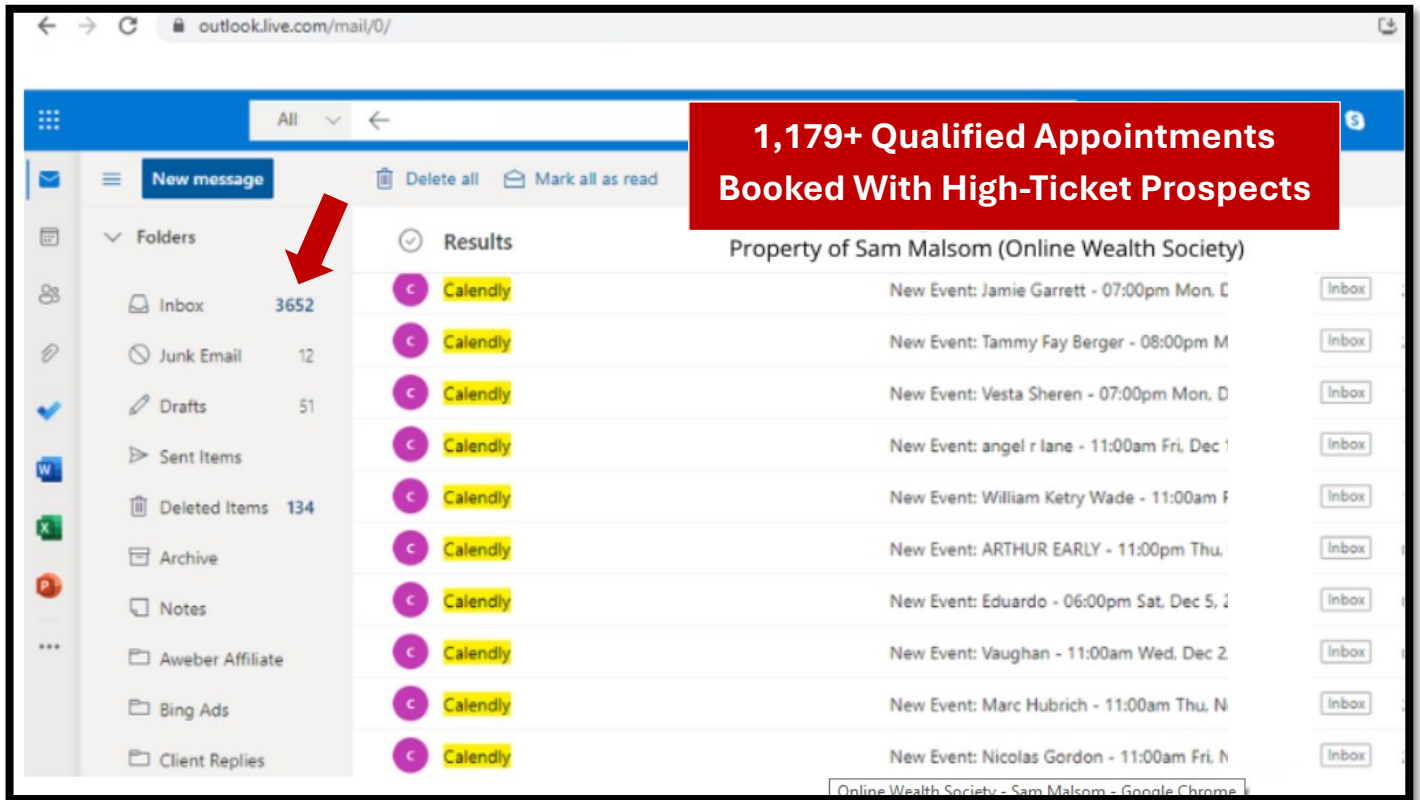 outlook.live.com/mail/0/
All
1,179+ Qualified Appointments
Booked With High-Ticket Prospects
New message
Delete all
Mark all as read
Folders
Results
Property of Sam Malsom (Online Wealth Society)
Inbox 3652
Junk Email 12
Drafts 51
Sent Items
Deleted Items 134
Archive
Notes
Aweber Affiliate
Bing Ads
Client Replies
C Calendly New Event: Jamie Garrett - 07:00pm Mon, Inbox
C Calendly New Event: Tammy Fay Berger - 08:00pm M Inbox
C Calendly New Event: Vesta Sheren - 07:00pm Mon, D Inbox
C Calendly New Event: angel r lane - 11:00am Fri, Dec 1 Inbox
C Calendly New Event: William Ketry Wade - 11:00am Inbox
C Calendly New Event: ARTHUR EARLY - 11:00pm Thu, Inbox
C Calendly New Event: Eduardo - 06:00pm Sat, Dec 5, 2 Inbox
C Calendly New Event: Vaughan - 11:00am Wed, Dec 2, Inbox
C Calendly New Event: Marc Hubrich - 11:00am Thu, N Inbox
C Calendly New Event: Nicolas Gordon - 11:00am Fri, N Inbox
Online Wealth Society - Sam Malsom - Google Chrome